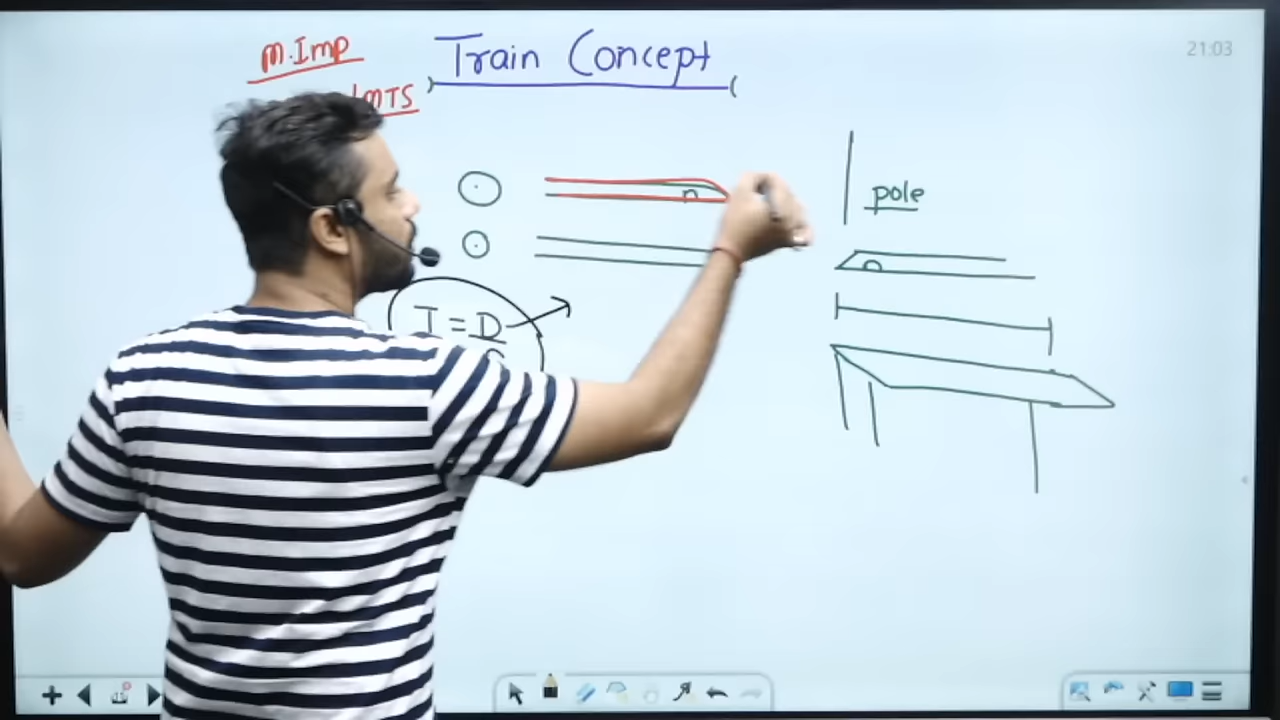 M.Imp
Train Concept
MTS
21:03
n
pole
T = D